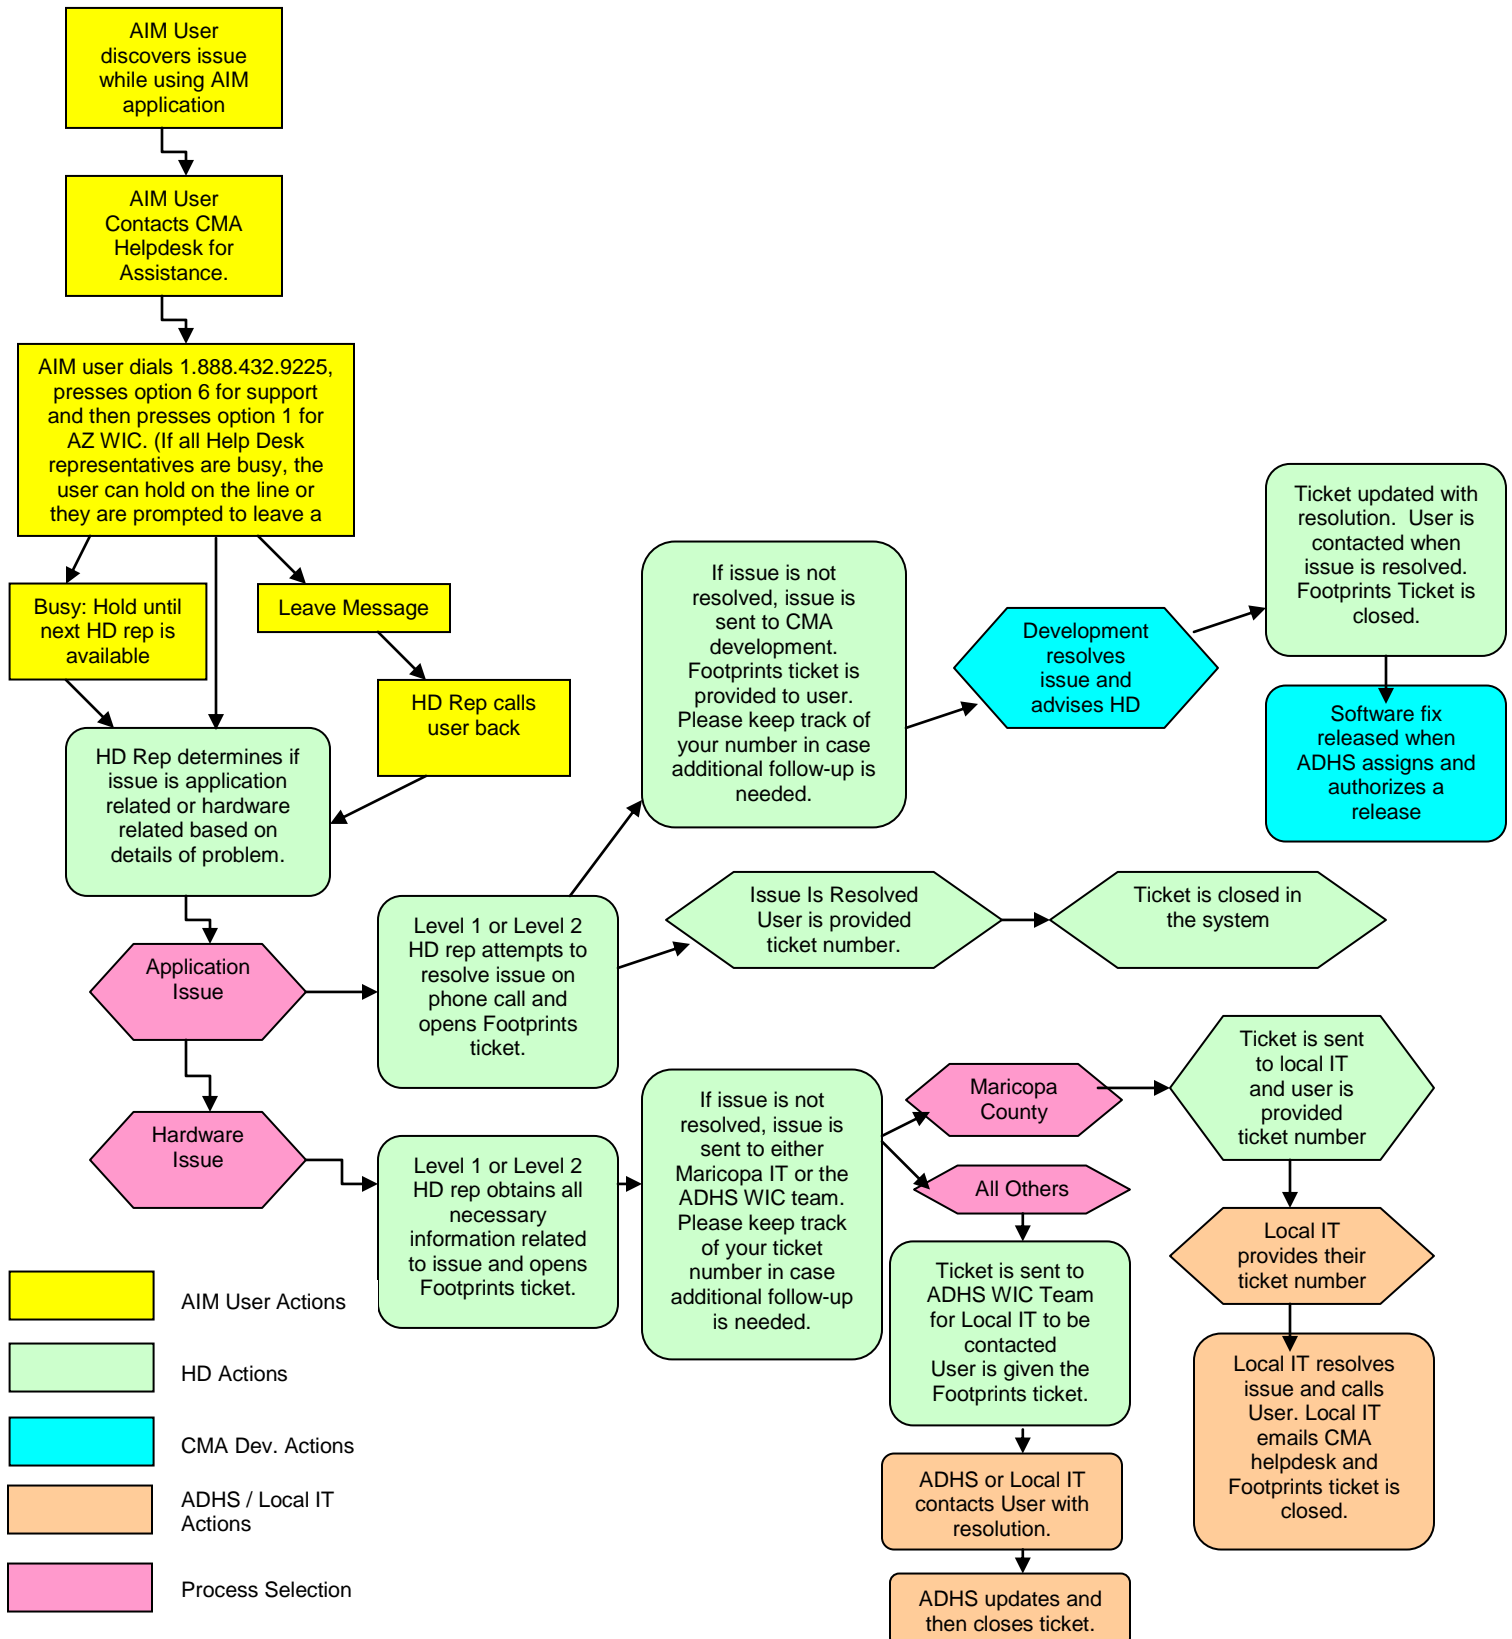 AIM User
discovers issue
while using AIM
application
AIM User
Contacts CMA
Helpdesk for
Assistance.
AIM user dials 1.888.432.9225,
presses option 6 for support
and then presses option 1 for
AZ WIC. (If all Help Desk
representatives are busy, the
user can hold on the line or
they are prompted to leave a
Busy: Hold until
next HD rep is
available
Leave Message
HD Rep calls
user back
HD Rep determines if
issue is application
related or hardware
related based on
details of problem.
Application
Issue
Hardware
Issue
Level 1 or Level 2
HD rep attempts to
resolve issue on
phone call and
opens Footprints
ticket.
If issue is not
resolved, issue is
sent to CMA
development.
Footprints ticket is
provided to user.
Please keep track of
your number in case
additional follow-up is
needed.
Development
resolves
issue and
advises HD
Ticket updated with
resolution.  User is
contacted when
issue is resolved.
Footprints Ticket is
closed.
Software fix
released when
ADHS assigns and
authorizes a
release
Issue Is Resolved
User is provided
ticket number.
Ticket is closed in
the system
Level 1 or Level 2
HD rep obtains all
necessary
information related
to issue and opens
Footprints ticket.
If issue is not
resolved, issue is
sent to either
Maricopa IT or the
ADHS WIC team.
Please keep track
of your ticket
number in case
additional follow-up
is needed.
Maricopa
County
All Others
Ticket is sent
to local IT
and user is
provided
ticket number
Local IT
provides their
ticket number
Local IT resolves
issue and calls
User. Local IT
emails CMA
helpdesk and
Footprints ticket is
closed.
Ticket is sent to
ADHS WIC Team
for Local IT to be
contacted
User is given the
Footprints ticket.
ADHS or Local IT
contacts User with
resolution.
ADHS updates and
then closes ticket.
AIM User Actions
HD Actions
CMA Dev. Actions
ADHS / Local IT
Actions
Process Selection